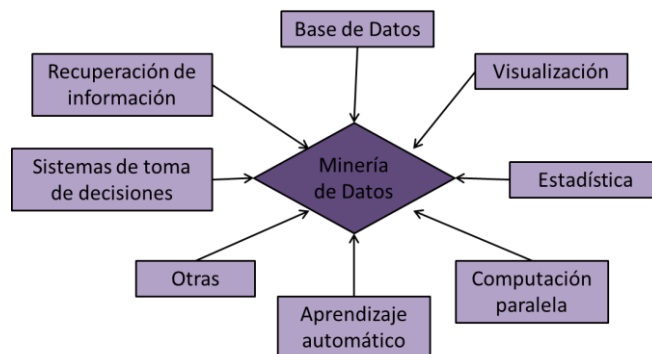 Base de Datos
Recuperación de
información
Visualización
Sistemas de toma
de decisiones
Minería
de Datos
Estadística
Otras
Aprendizaje
automático
Computación
paralela